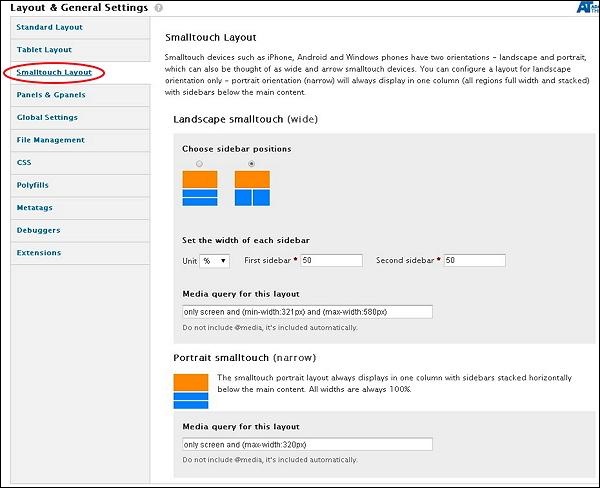 Layout & General Settings
AT
Standard Layout
Tablet Layout
Smalltouch Layout
Panels & Gpanels
Global Settings
File Management
CSS
Polyfills
Metatags
Debuggers
Extensions
Smalltouch Layout
Smalltouch devices such as iPhone, Android and Windows phones have two orientations - landscape and portrait,
which can also be thought of as wide and arrow smalltouch devices. You can configure a layout for landscape
orientation only - portrait orientation (narrow) will always display in one column (all regions full width and stacked)
with sidebars below the main content.
Landscape smalltouch (wide)
Choose sidebar positions
Set the width of each sidebar
Unit % First sidebar * 50 Second sidebar * 50
Media query for this layout
only screen and (min-width:321px) and (max-width:580px)
Do not include @media, it's included automatically.
Portrait smalltouch (narrow)
The smalltouch portrait layout always displays in one column with sidebars stacked horizontally
below the main content. All widths are always 100%.
Media query for this layout
only screen and (max-width:320px)
Do not include @media, it's included automatically.